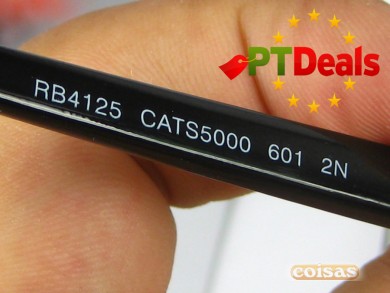 PTDeals
RB4125 CATS5000 601 2N
coisas